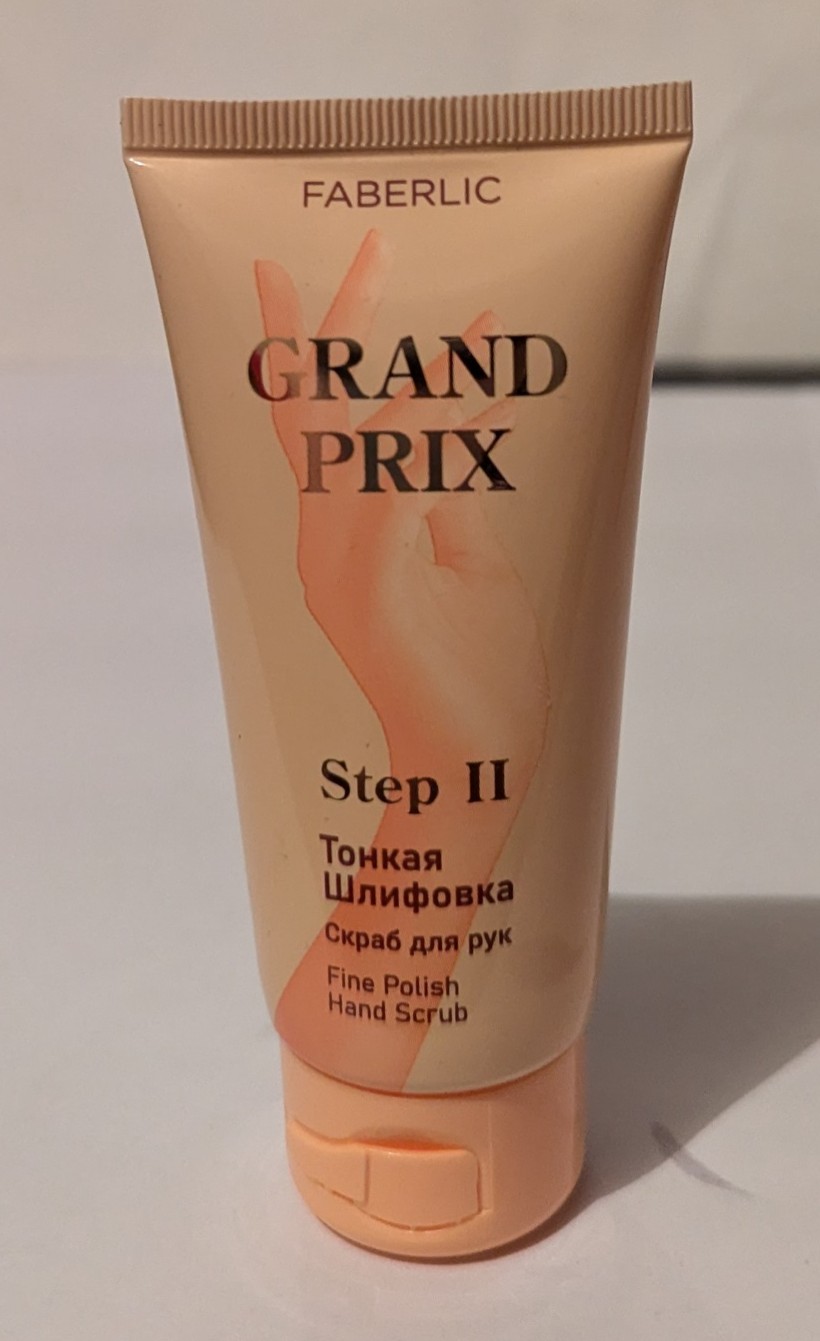 FABERLIC
GRAND
PRIX
Step II
Тонкая
Шлифовка
Скраб для рук
Fine Polish
Hand Scrub